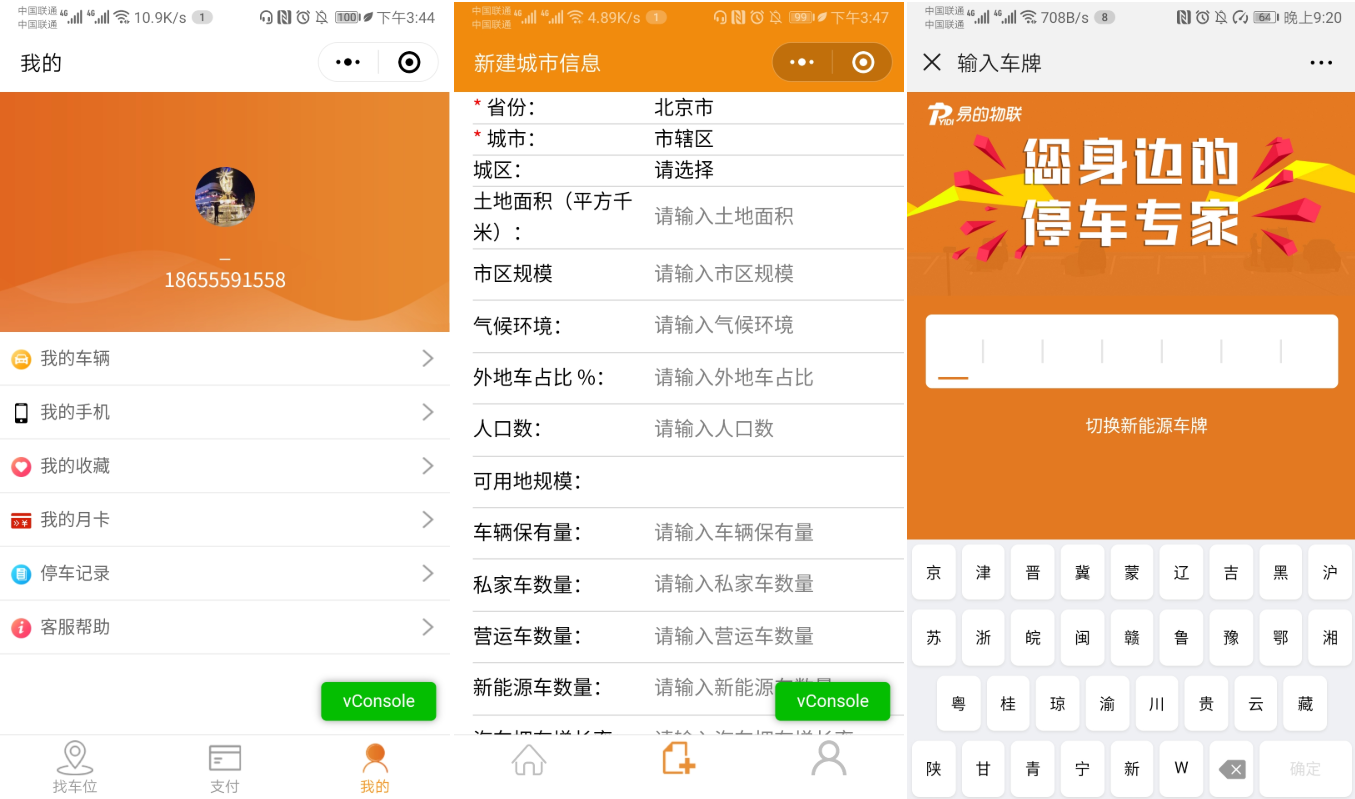 中国联通 4G 4G 10.9K/s 1 100 下午3:44
中国联通
我的
18655591558
我的车辆
我的手机
我的收藏
我的月卡
停车记录
客服帮助
vConsole
找车位 支付 我的
中国联通 4G 4G 4.89K/s 1 99 下午3:47
中国联通
新建城市信息
* 省份： 北京市
* 城市： 市辖区
城区： 请选择
土地面积（平方千
米）： 请输入土地面积
市区规模 请输入市区规模
气候环境： 请输入气候环境
外地车占比 %： 请输入外地车占比
人口数： 请输入人口数
可用地规模：
车辆保有量： 请输入车辆保有量
私家车数量： 请输入私家车数量
营运车数量： 请输入营运车数量
新能源车数量： 请输入新能源
vConsole
中国联通 4G 4G 708B/s 8 64 晚上9:20
中国联通
输入车牌
YIDI 易的物联
您身边的
停车专家
切换新能源车牌
京 津 晋 冀 蒙 辽 吉 黑 沪
苏 浙 皖 闽 赣 鲁 豫 鄂 湘
粤 桂 琼 渝 川 贵 云 藏
陕 甘 青 宁 新 W 确定